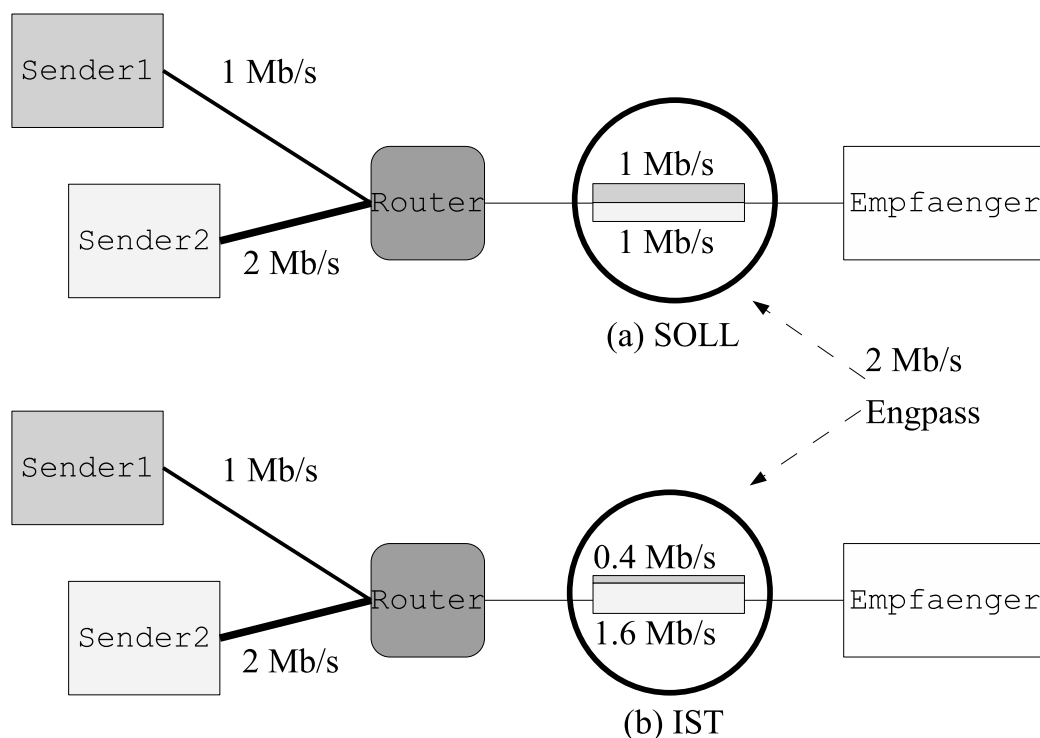 Sender1
1 Mb/s
Sender2
2 Mb/s
Router
1 Mb/s
1 Mb/s
Empfaenger
(a) SOLL
2 Mb/s
Engpass
Sender1
1 Mb/s
Sender2
2 Mb/s
Router
0.4 Mb/s
1.6 Mb/s
Empfaenger
(b) IST